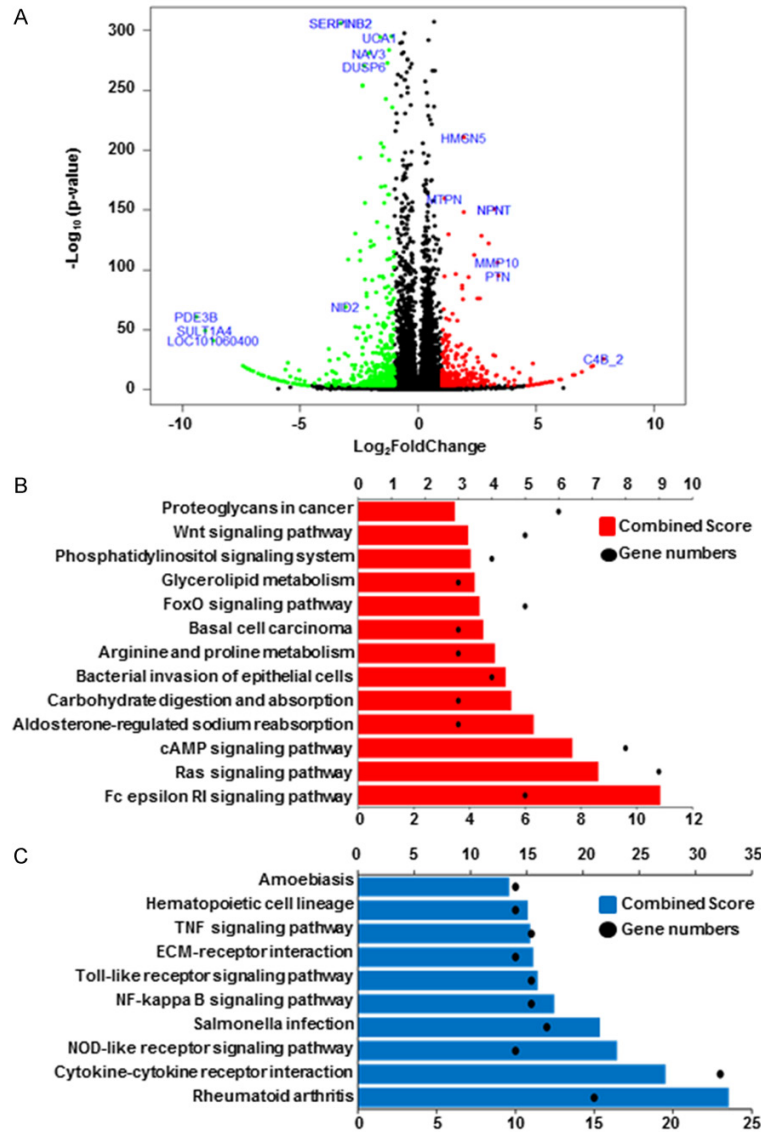 A
300
250
200
150
100
50
0
-Log10 (p-value)
SERPINB2
UCA1
NAV3
DUSP6
HMCN5
MTPN
NPNT
MMP10
PTN
NID2
PDE3B
SULT1A4
LOC101060400
C4B_2
-10 -5 0 5 10
Log2FoldChange
B
0 1 2 3 4 5 6 7 8 9 10
Proteoglycans in cancer
Wnt signaling pathway
Phosphatidylinositol signaling system
Glycerolipid metabolism
FoxO signaling pathway
Basal cell carcinoma
Arginine and proline metabolism
Bacterial invasion of epithelial cells
Carbohydrate digestion and absorption
Aldosterone-regulated sodium reabsorption
cAMP signaling pathway
Ras signaling pathway
Fc epsilon RI signaling pathway
Combined Score
Gene numbers
0 2 4 6 8 10 12
C
0 5 10 15 20 25 30 35
Amoebiasis
Hematopoietic cell lineage
TNF signaling pathway
ECM-receptor interaction
Toll-like receptor signaling pathway
NF-kappa B signaling pathway
Salmonella infection
NOD-like receptor signaling pathway
Cytokine-cytokine receptor interaction
Rheumatoid arthritis
Combined Score
Gene numbers
0 5 10 15 20 25